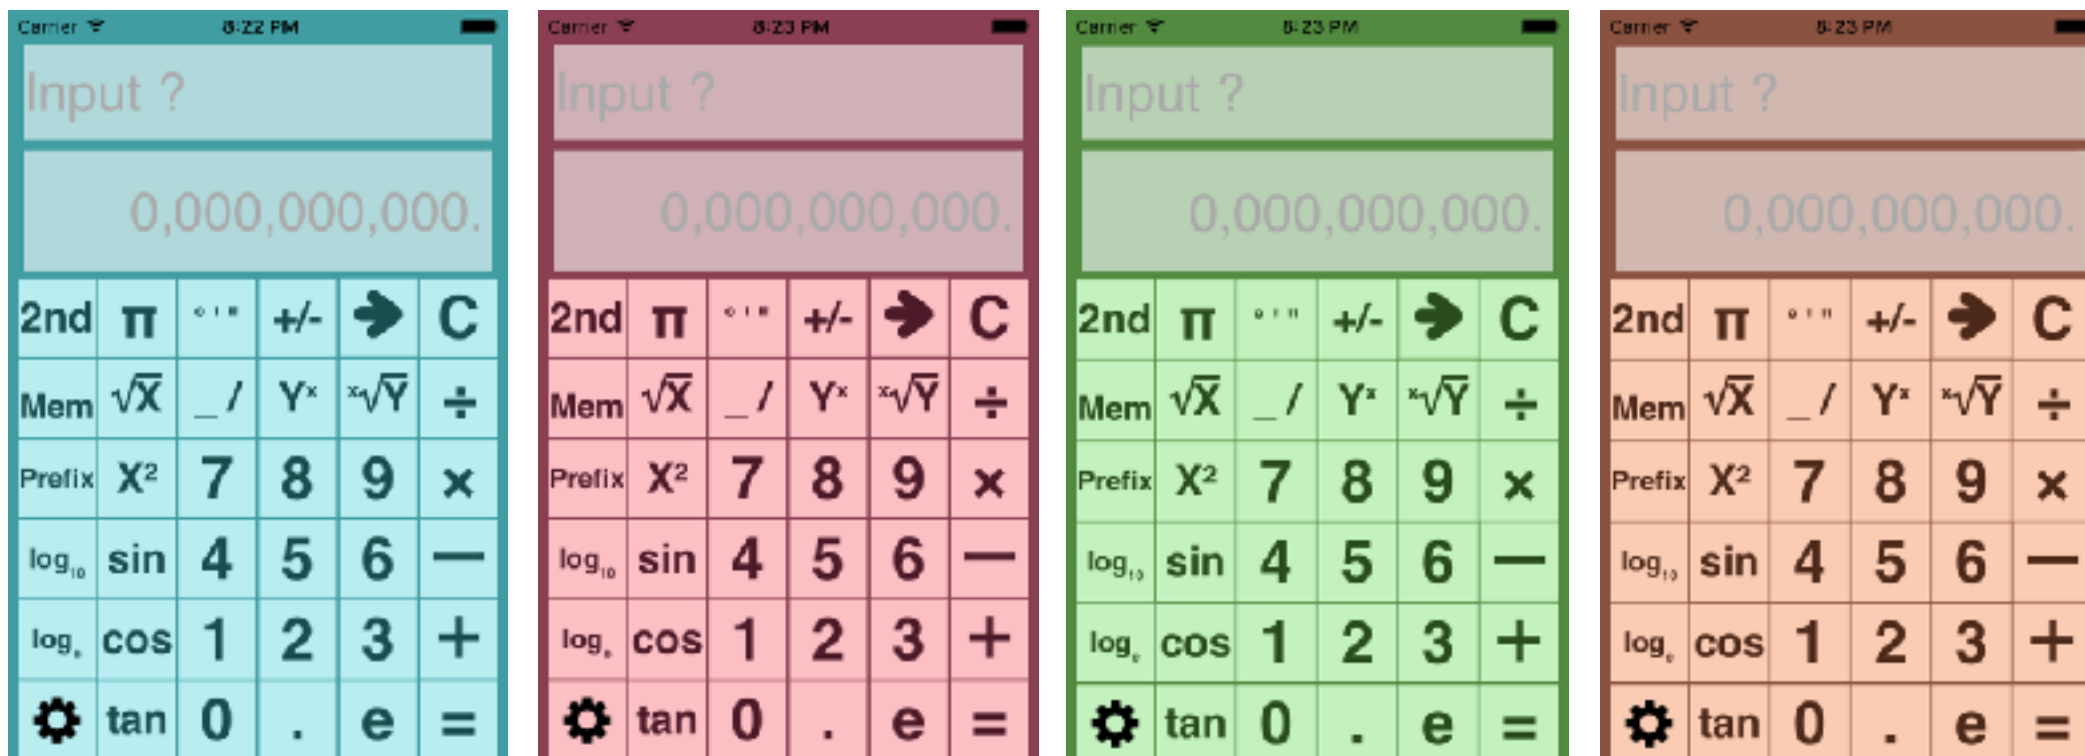 Carrier 8:22 PM
Input ?
0,000,000,000.
2nd π ° ' " +/- C
Mem √X _ / Yˣ ˣ√Y ÷
Prefix X² 7 8 9 ×
log₁₀ sin 4 5 6 −
logₑ cos 1 2 3 +
tan 0 . e =
Carrier 8:23 PM
Input ?
0,000,000,000.
2nd π ° ' " +/- C
Mem √X _ / Yˣ ˣ√Y ÷
Prefix X² 7 8 9 ×
log₁₀ sin 4 5 6 −
logₑ cos 1 2 3 +
tan 0 . e =
Carrier 8:23 PM
Input ?
0,000,000,000.
2nd π ° ' " +/- C
Mem √X _ / Yˣ ˣ√Y ÷
Prefix X² 7 8 9 ×
log₁₀ sin 4 5 6 −
logₑ cos 1 2 3 +
tan 0 . e =
Carrier 8:23 PM
Input ?
0,000,000,000.
2nd π ° ' " +/- C
Mem √X _ / Yˣ ˣ√Y ÷
Prefix X² 7 8 9 ×
log₁₀ sin 4 5 6 −
logₑ cos 1 2 3 +
tan 0 . e =